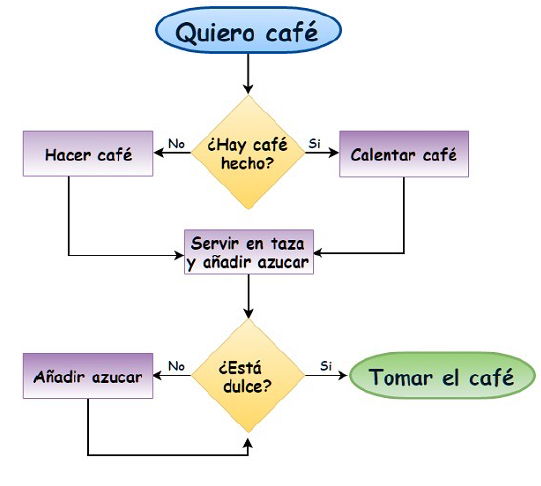 Quiero café
¿Hay café
hecho?
No
Si
Hacer café
Calentar café
Servir en taza
y añadir azucar
¿Está
dulce?
No
Si
Añadir azucar
Tomar el café